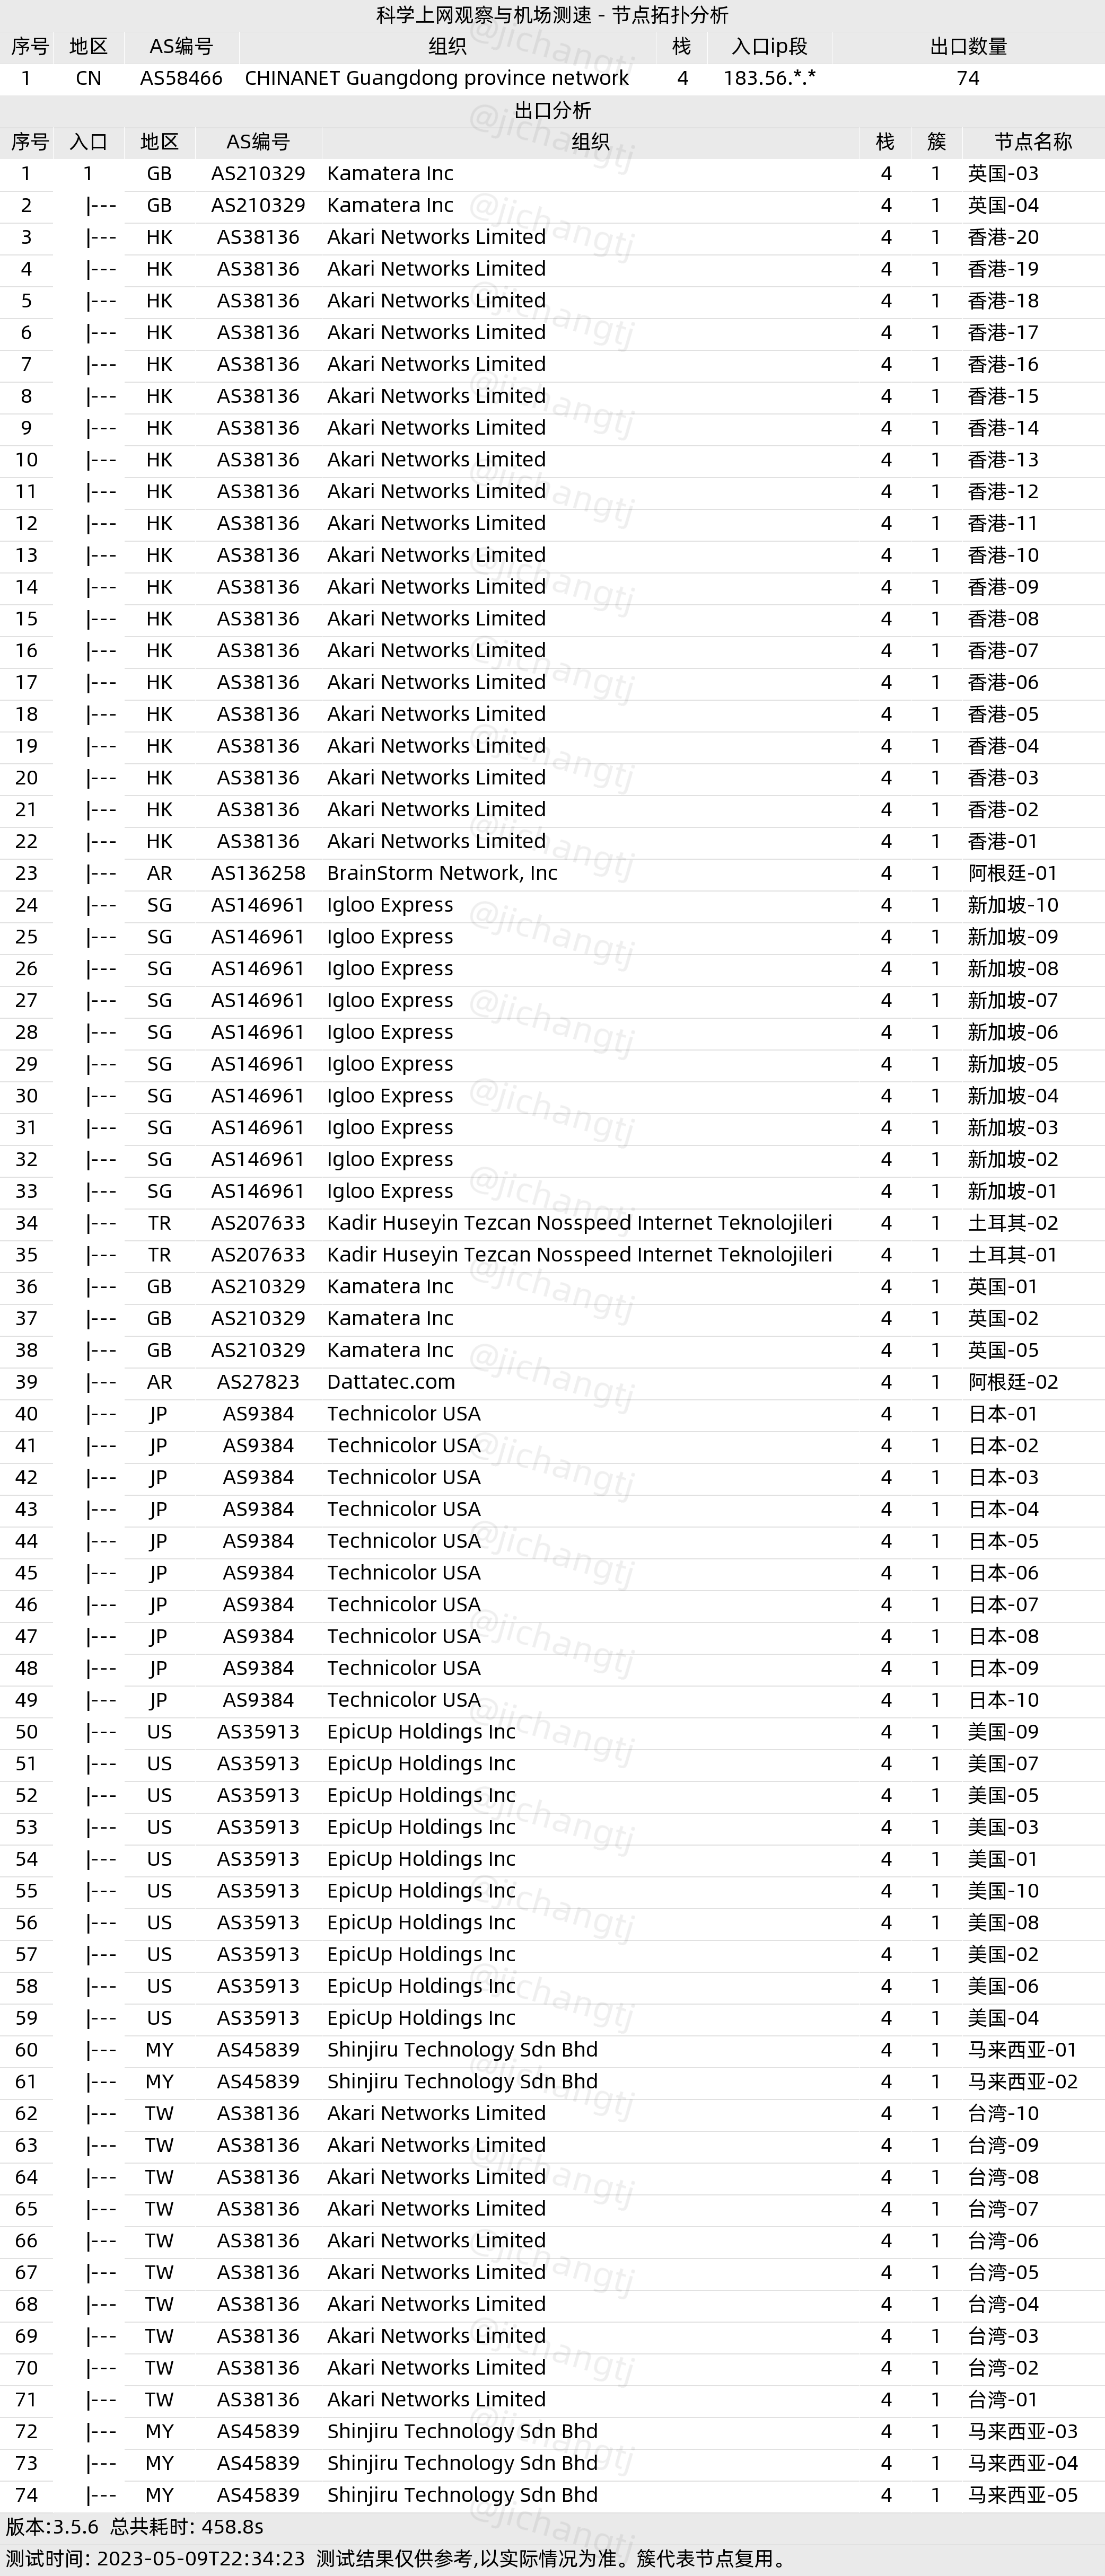 科学上网观察与机场测速 - 节点拓扑分析
序号 地区 AS编号 组织 栈 入口ip段 出口数量
1 CN AS58466 CHINANET Guangdong province network 4 183.56.*.* 74
出口分析
序号 入口 地区 AS编号 组织 栈 簇 节点名称
1 1 GB AS210329 Kamatera Inc 4 1 英国-03
2 |--- GB AS210329 Kamatera Inc 4 1 英国-04
3 |--- HK AS38136 Akari Networks Limited 4 1 香港-20
4 |--- HK AS38136 Akari Networks Limited 4 1 香港-19
5 |--- HK AS38136 Akari Networks Limited 4 1 香港-18
6 |--- HK AS38136 Akari Networks Limited 4 1 香港-17
7 |--- HK AS38136 Akari Networks Limited 4 1 香港-16
8 |--- HK AS38136 Akari Networks Limited 4 1 香港-15
9 |--- HK AS38136 Akari Networks Limited 4 1 香港-14
10 |--- HK AS38136 Akari Networks Limited 4 1 香港-13
11 |--- HK AS38136 Akari Networks Limited 4 1 香港-12
12 |--- HK AS38136 Akari Networks Limited 4 1 香港-11
13 |--- HK AS38136 Akari Networks Limited 4 1 香港-10
14 |--- HK AS38136 Akari Networks Limited 4 1 香港-09
15 |--- HK AS38136 Akari Networks Limited 4 1 香港-08
16 |--- HK AS38136 Akari Networks Limited 4 1 香港-07
17 |--- HK AS38136 Akari Networks Limited 4 1 香港-06
18 |--- HK AS38136 Akari Networks Limited 4 1 香港-05
19 |--- HK AS38136 Akari Networks Limited 4 1 香港-04
20 |--- HK AS38136 Akari Networks Limited 4 1 香港-03
21 |--- HK AS38136 Akari Networks Limited 4 1 香港-02
22 |--- HK AS38136 Akari Networks Limited 4 1 香港-01
23 |--- AR AS136258 BrainStorm Network, Inc 4 1 阿根廷-01
24 |--- SG AS146961 Igloo Express 4 1 新加坡-10
25 |--- SG AS146961 Igloo Express 4 1 新加坡-09
26 |--- SG AS146961 Igloo Express 4 1 新加坡-08
27 |--- SG AS146961 Igloo Express 4 1 新加坡-07
28 |--- SG AS146961 Igloo Express 4 1 新加坡-06
29 |--- SG AS146961 Igloo Express 4 1 新加坡-05
30 |--- SG AS146961 Igloo Express 4 1 新加坡-04
31 |--- SG AS146961 Igloo Express 4 1 新加坡-03
32 |--- SG AS146961 Igloo Express 4 1 新加坡-02
33 |--- SG AS146961 Igloo Express 4 1 新加坡-01
34 |--- TR AS207633 Kadir Huseyin Tezcan Nosspeed Internet Teknolojileri 4 1 土耳其-02
35 |--- TR AS207633 Kadir Huseyin Tezcan Nosspeed Internet Teknolojileri 4 1 土耳其-01
36 |--- GB AS210329 Kamatera Inc 4 1 英国-01
37 |--- GB AS210329 Kamatera Inc 4 1 英国-02
38 |--- GB AS210329 Kamatera Inc 4 1 英国-05
39 |--- AR AS27823 Dattatec.com 4 1 阿根廷-02
40 |--- JP AS9384 Technicolor USA 4 1 日本-01
41 |--- JP AS9384 Technicolor USA 4 1 日本-02
42 |--- JP AS9384 Technicolor USA 4 1 日本-03
43 |--- JP AS9384 Technicolor USA 4 1 日本-04
44 |--- JP AS9384 Technicolor USA 4 1 日本-05
45 |--- JP AS9384 Technicolor USA 4 1 日本-06
46 |--- JP AS9384 Technicolor USA 4 1 日本-07
47 |--- JP AS9384 Technicolor USA 4 1 日本-08
48 |--- JP AS9384 Technicolor USA 4 1 日本-09
49 |--- JP AS9384 Technicolor USA 4 1 日本-10
50 |--- US AS35913 EpicUp Holdings Inc 4 1 美国-09
51 |--- US AS35913 EpicUp Holdings Inc 4 1 美国-07
52 |--- US AS35913 EpicUp Holdings Inc 4 1 美国-05
53 |--- US AS35913 EpicUp Holdings Inc 4 1 美国-03
54 |--- US AS35913 EpicUp Holdings Inc 4 1 美国-01
55 |--- US AS35913 EpicUp Holdings Inc 4 1 美国-10
56 |--- US AS35913 EpicUp Holdings Inc 4 1 美国-08
57 |--- US AS35913 EpicUp Holdings Inc 4 1 美国-02
58 |--- US AS35913 EpicUp Holdings Inc 4 1 美国-06
59 |--- US AS35913 EpicUp Holdings Inc 4 1 美国-04
60 |--- MY AS45839 Shinjiru Technology Sdn Bhd 4 1 马来西亚-01
61 |--- MY AS45839 Shinjiru Technology Sdn Bhd 4 1 马来西亚-02
62 |--- TW AS38136 Akari Networks Limited 4 1 台湾-10
63 |--- TW AS38136 Akari Networks Limited 4 1 台湾-09
64 |--- TW AS38136 Akari Networks Limited 4 1 台湾-08
65 |--- TW AS38136 Akari Networks Limited 4 1 台湾-07
66 |--- TW AS38136 Akari Networks Limited 4 1 台湾-06
67 |--- TW AS38136 Akari Networks Limited 4 1 台湾-05
68 |--- TW AS38136 Akari Networks Limited 4 1 台湾-04
69 |--- TW AS38136 Akari Networks Limited 4 1 台湾-03
70 |--- TW AS38136 Akari Networks Limited 4 1 台湾-02
71 |--- TW AS38136 Akari Networks Limited 4 1 台湾-01
72 |--- MY AS45839 Shinjiru Technology Sdn Bhd 4 1 马来西亚-03
73 |--- MY AS45839 Shinjiru Technology Sdn Bhd 4 1 马来西亚-04
74 |--- MY AS45839 Shinjiru Technology Sdn Bhd 4 1 马来西亚-05
版本:3.5.6 总共耗时: 458.8s
测试时间: 2023-05-09T22:34:23 测试结果仅供参考,以实际情况为准。簇代表节点复用。
@jichangtj